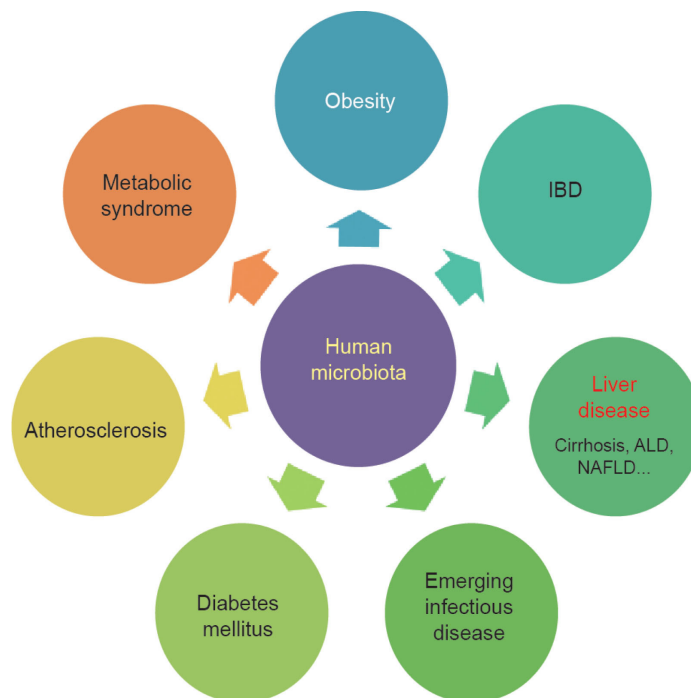 Obesity
IBD
Metabolic
syndrome
Human
microbiota
Liver
disease
Cirrhosis, ALD,
NAFLD...
Atherosclerosis
Diabetes
mellitus
Emerging
infectious
disease